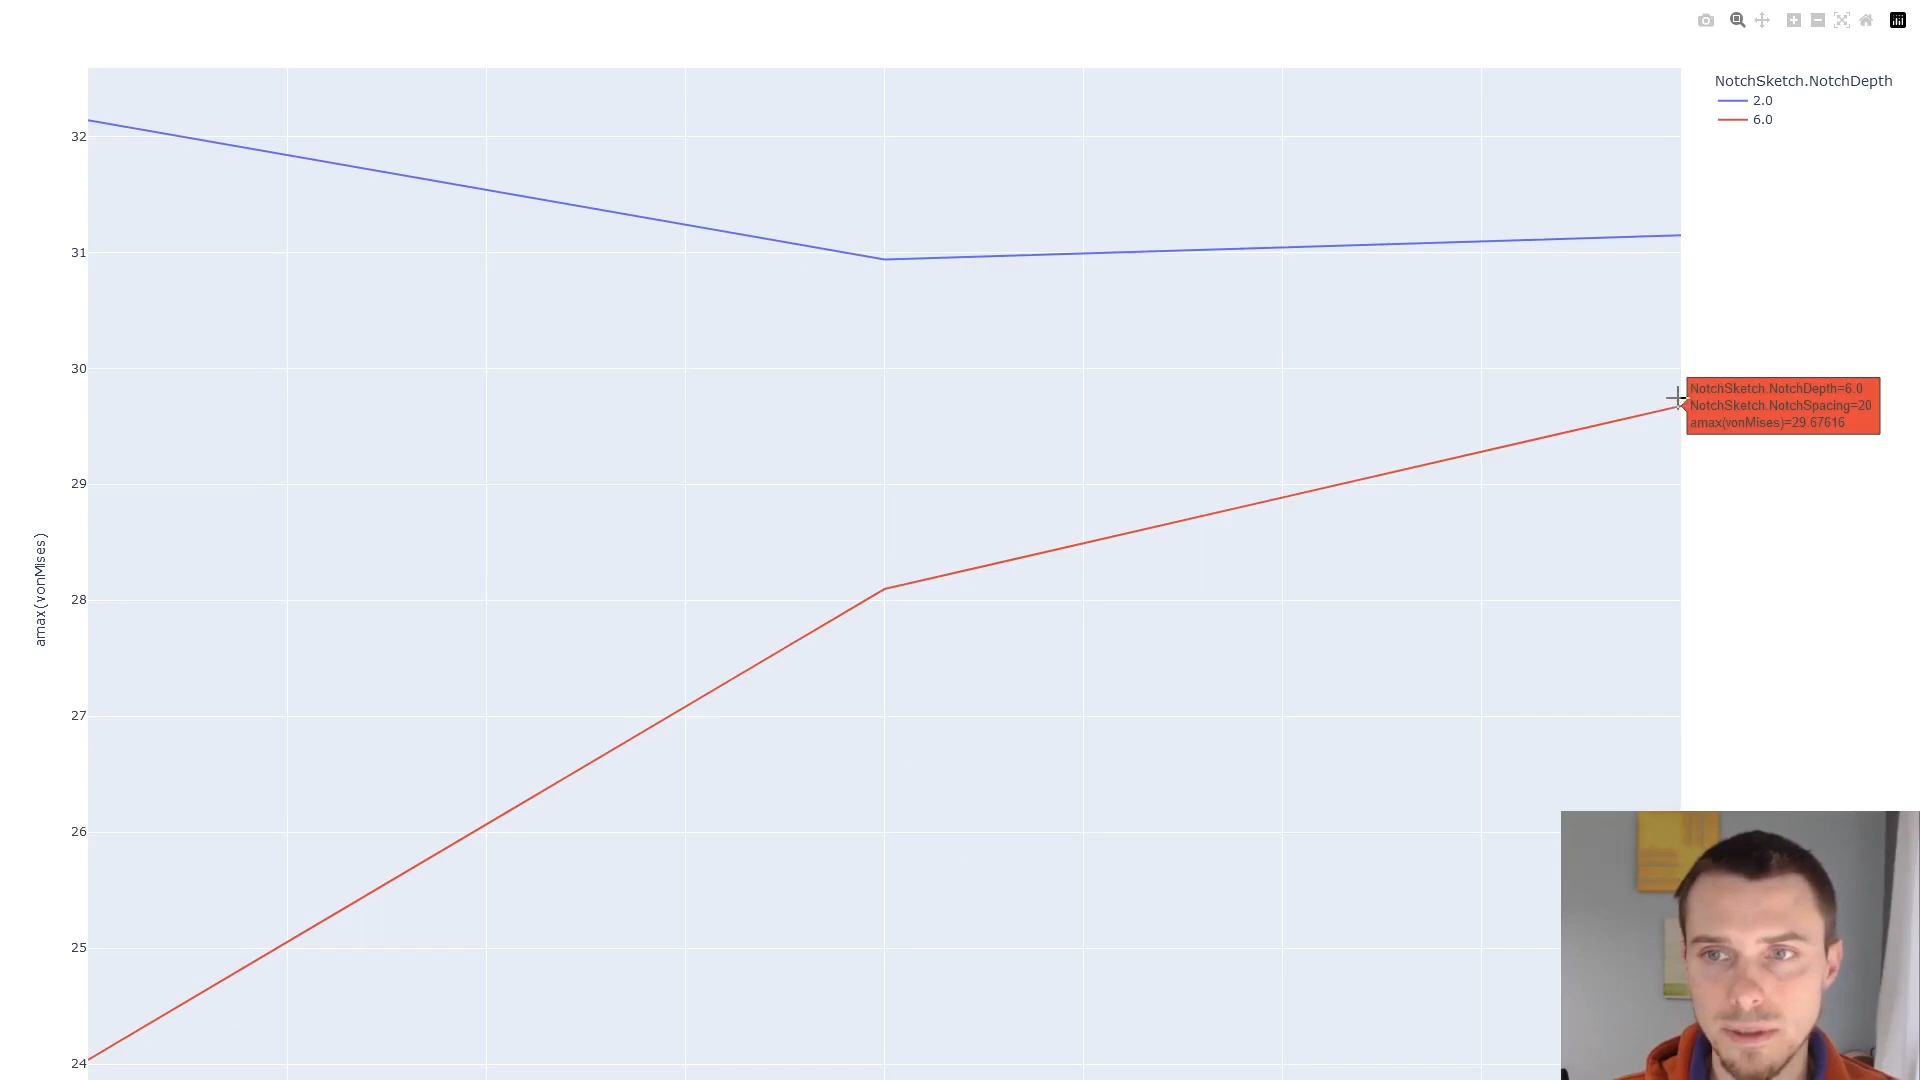 NotchSketch.NotchDepth
2.0
6.0
32
31
30
29
28
27
26
25
24
amax(vonMises)
NotchSketch.NotchDepth=6.0
NotchSketch.NotchSpacing=20
amax(vonMises)=29.67616